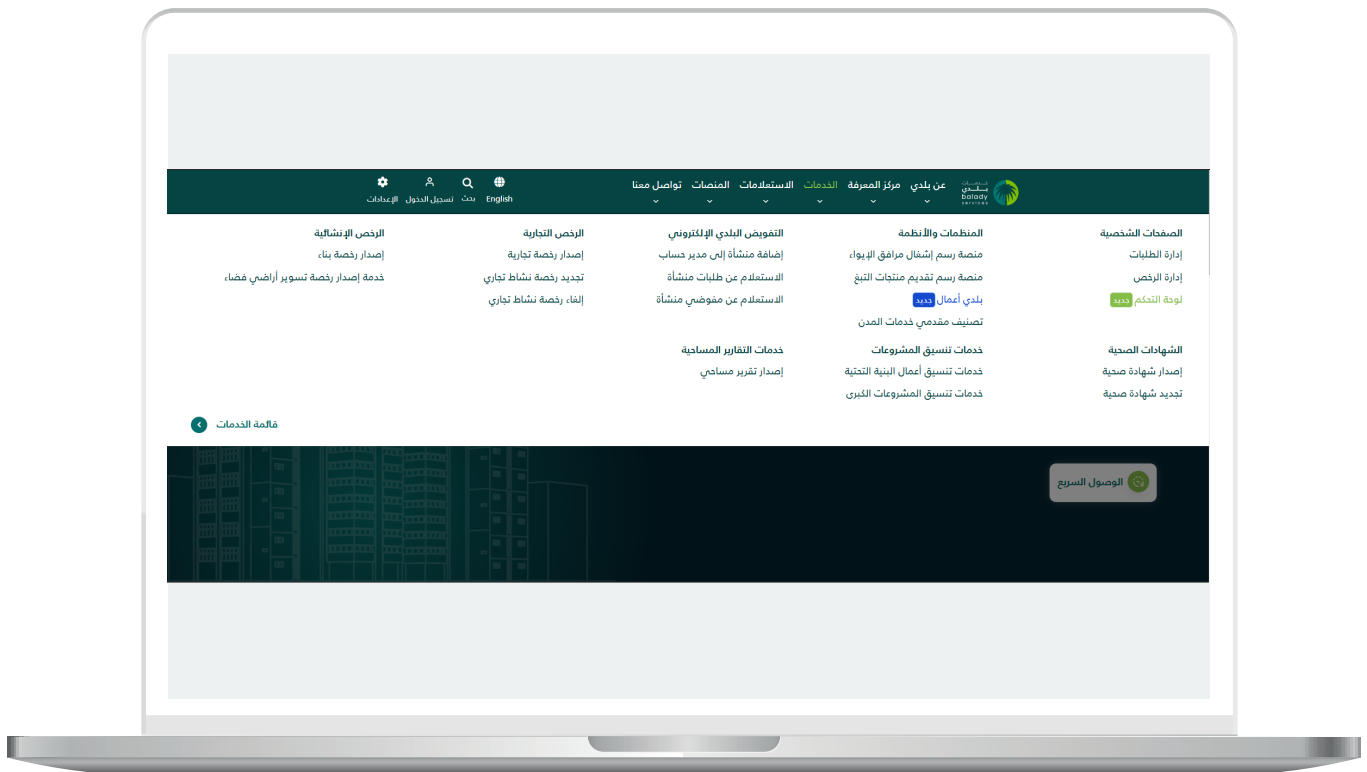 خدمات
بلدي
balady
services
عن بلدي
مركز المعرفة
الخدمات
الاستعلامات
المنصات
تواصل معنا
English
بحث
تسجيل الدخول
الإعدادات
الصفحات الشخصية
إدارة الطلبات
إدارة الرخص
لوحة التحكم جديد
المنظمات والأنظمة
منصة رسم إشغال مرافق الإيواء
منصة رسم تقديم منتجات التبغ
بلدي أعمال جديد
تصنيف مقدمي خدمات المدن
التفويض البلدي الإلكتروني
إضافة منشأة إلى مدير حساب
الاستعلام عن طلبات منشأة
الاستعلام عن مفوضي منشأة
الرخص التجارية
إصدار رخصة تجارية
تجديد رخصة نشاط تجاري
إلغاء رخصة نشاط تجاري
الرخص الإنشائية
إصدار رخصة بناء
خدمة إصدار رخصة تسوير أراضي فضاء
الشهادات الصحية
إصدار شهادة صحية
تجديد شهادة صحية
خدمات تنسيق المشروعات
خدمات تنسيق أعمال البنية التحتية
خدمات تنسيق المشروعات الكبرى
خدمات التقارير المساحية
إصدار تقرير مساحي
قائمة الخدمات
الوصول السريع